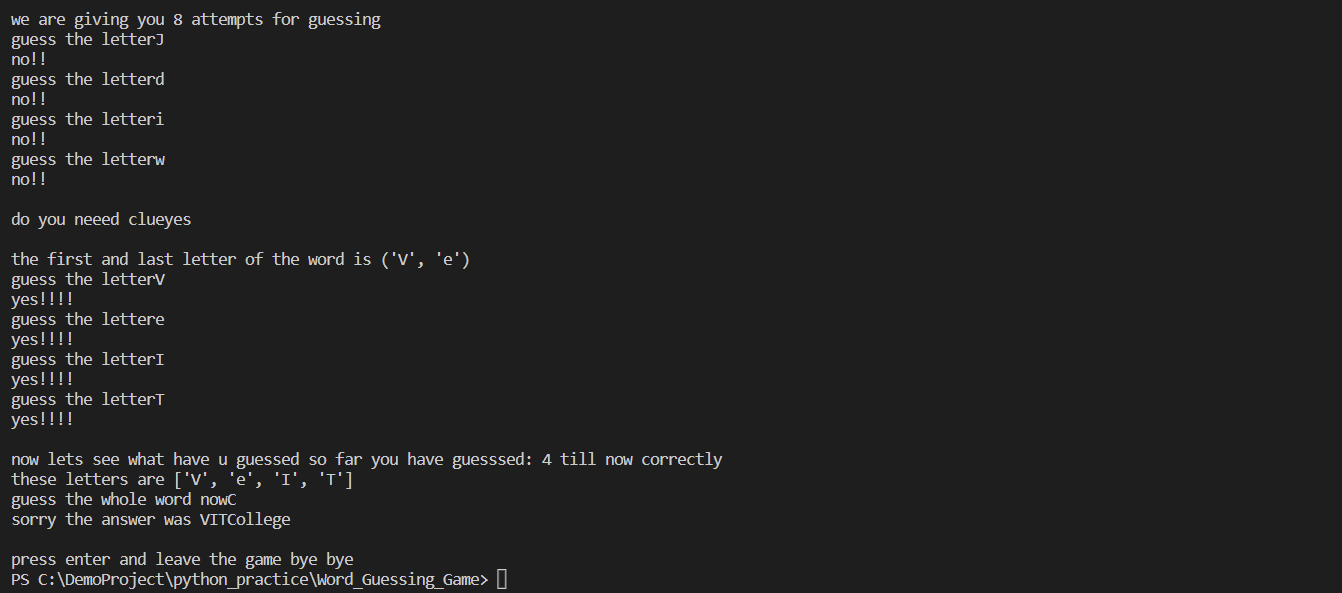 we are giving you 8 attempts for guessing
guess the letterJ
no!!
guess the letterd
no!!
guess the letteri
no!!
guess the letterw
no!!
do you neeed clueyes
the first and last letter of the word is ('V', 'e')
guess the letterV
yes!!!!
guess the lettere
yes!!!!
guess the letterI
yes!!!!
guess the letterT
yes!!!!
now lets see what have u guessed so far you have guesssed: 4 till now correctly
these letters are ['V', 'e', 'I', 'T']
guess the whole word nowC
sorry the answer was VITCollege
press enter and leave the game bye bye
PS C:\DemoProject\python_practice\Word_Guessing_Game>